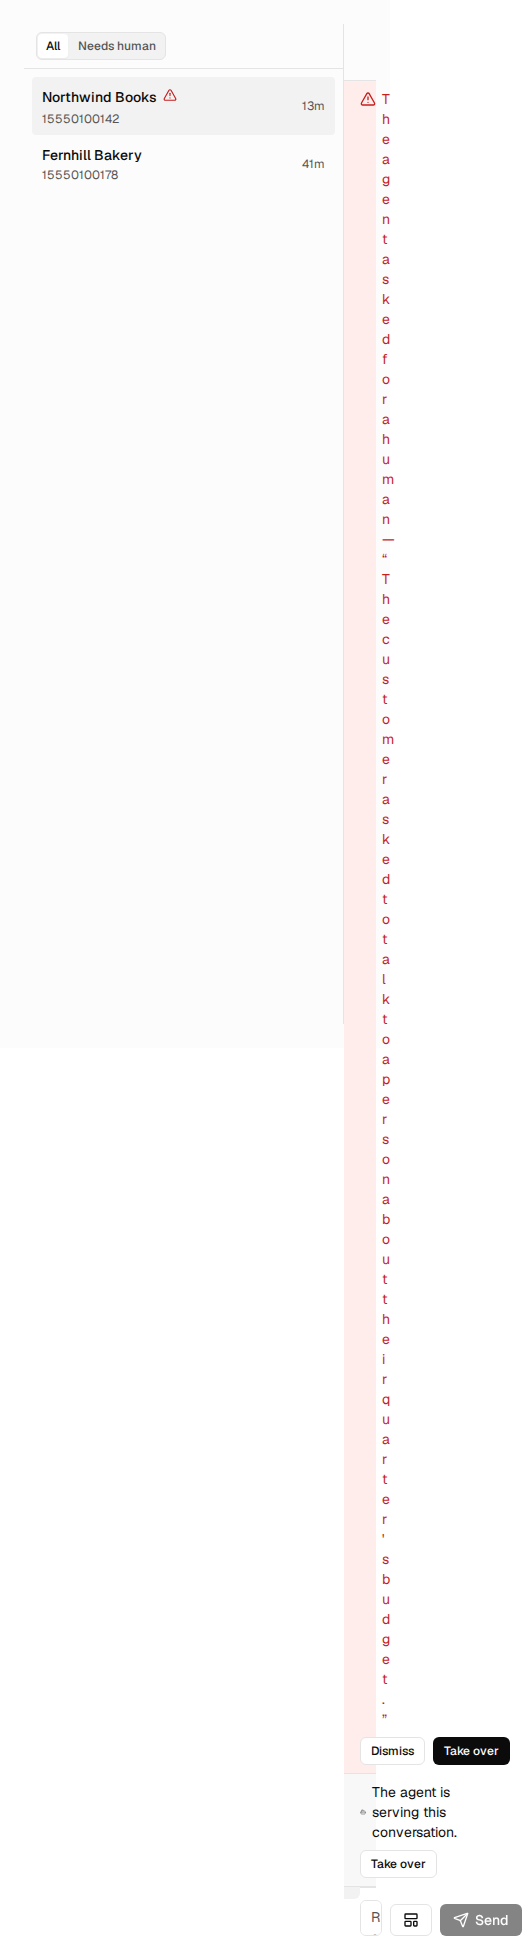 All Needs human
Northwind Books
13m
15550100142
Fernhill Bakery
41m
15550100178
The agent asked for a human — “The customer asked to talk to a person about their quarter's budget.”
Dismiss Take over
The agent is
serving this
conversation.
Take over
R
Send